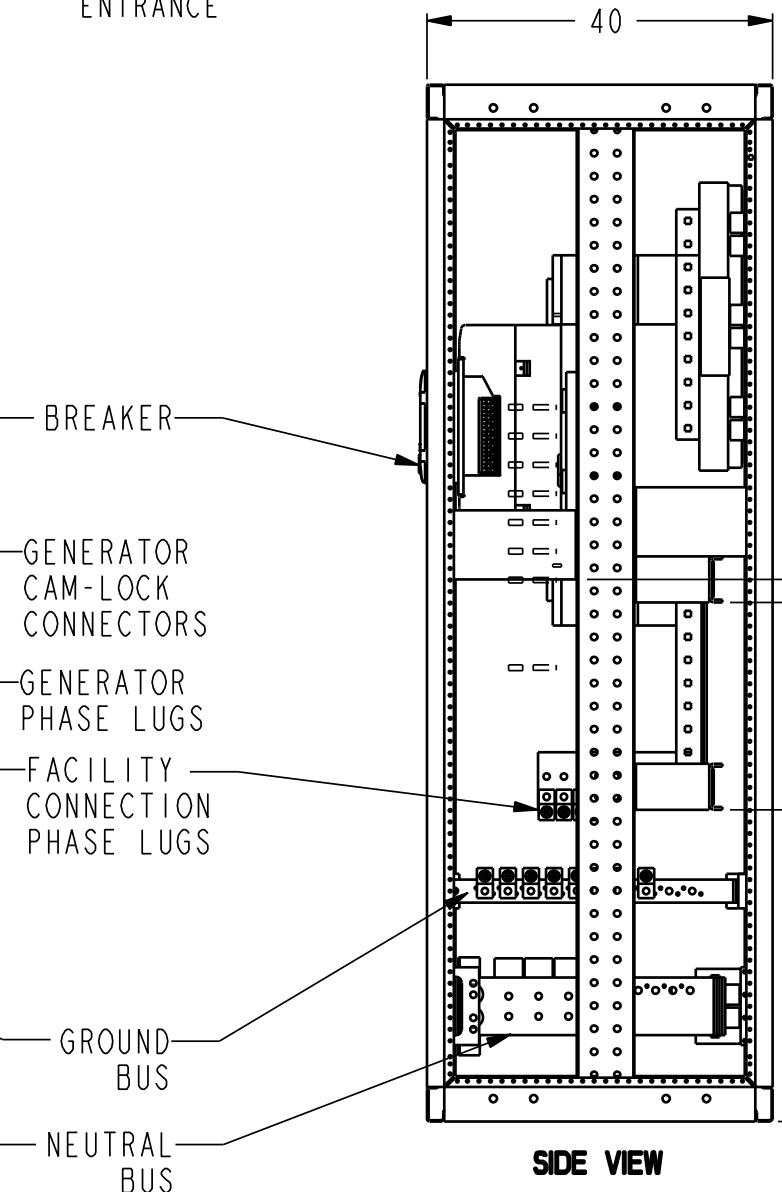 ENTRANCE
40
BREAKER
GENERATOR
CAM-LOCK
CONNECTORS
GENERATOR
PHASE LUGS
FACILITY
CONNECTION
PHASE LUGS
GROUND
BUS
NEUTRAL
BUS
SIDE VIEW